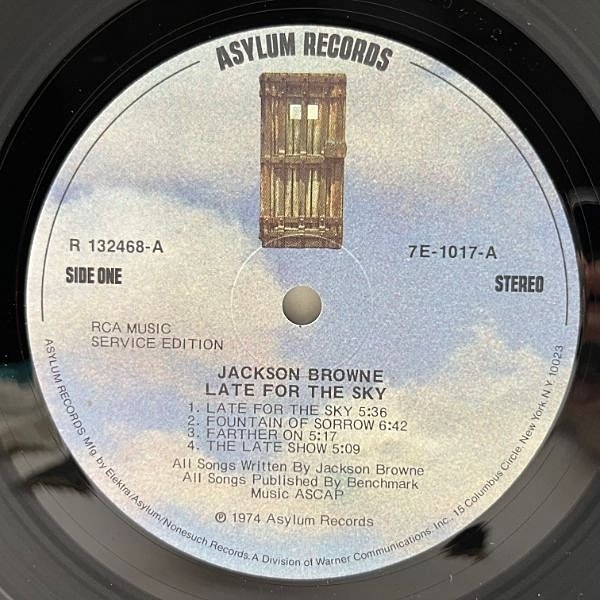 ASYLUM RECORDS
R 132468-A
7E-1017-A
SIDE ONE
STEREO
RCA MUSIC
SERVICE EDITION
JACKSON BROWNE
LATE FOR THE SKY
1. LATE FOR THE SKY 5:36
2. FOUNTAIN OF SORROW 6:42
3. FARTHER ON 5:17
4. THE LATE SHOW 5:09
All Songs Written By Jackson Browne
All Songs Published By Benchmark
Music ASCAP
℗ 1974 Asylum Records
ASYLUM RECORDS Mfg by Elektra/Asylum/Nonesuch Records. A Division of Warner Communications, Inc., 15 Columbus Circle, New York N.Y. 10023